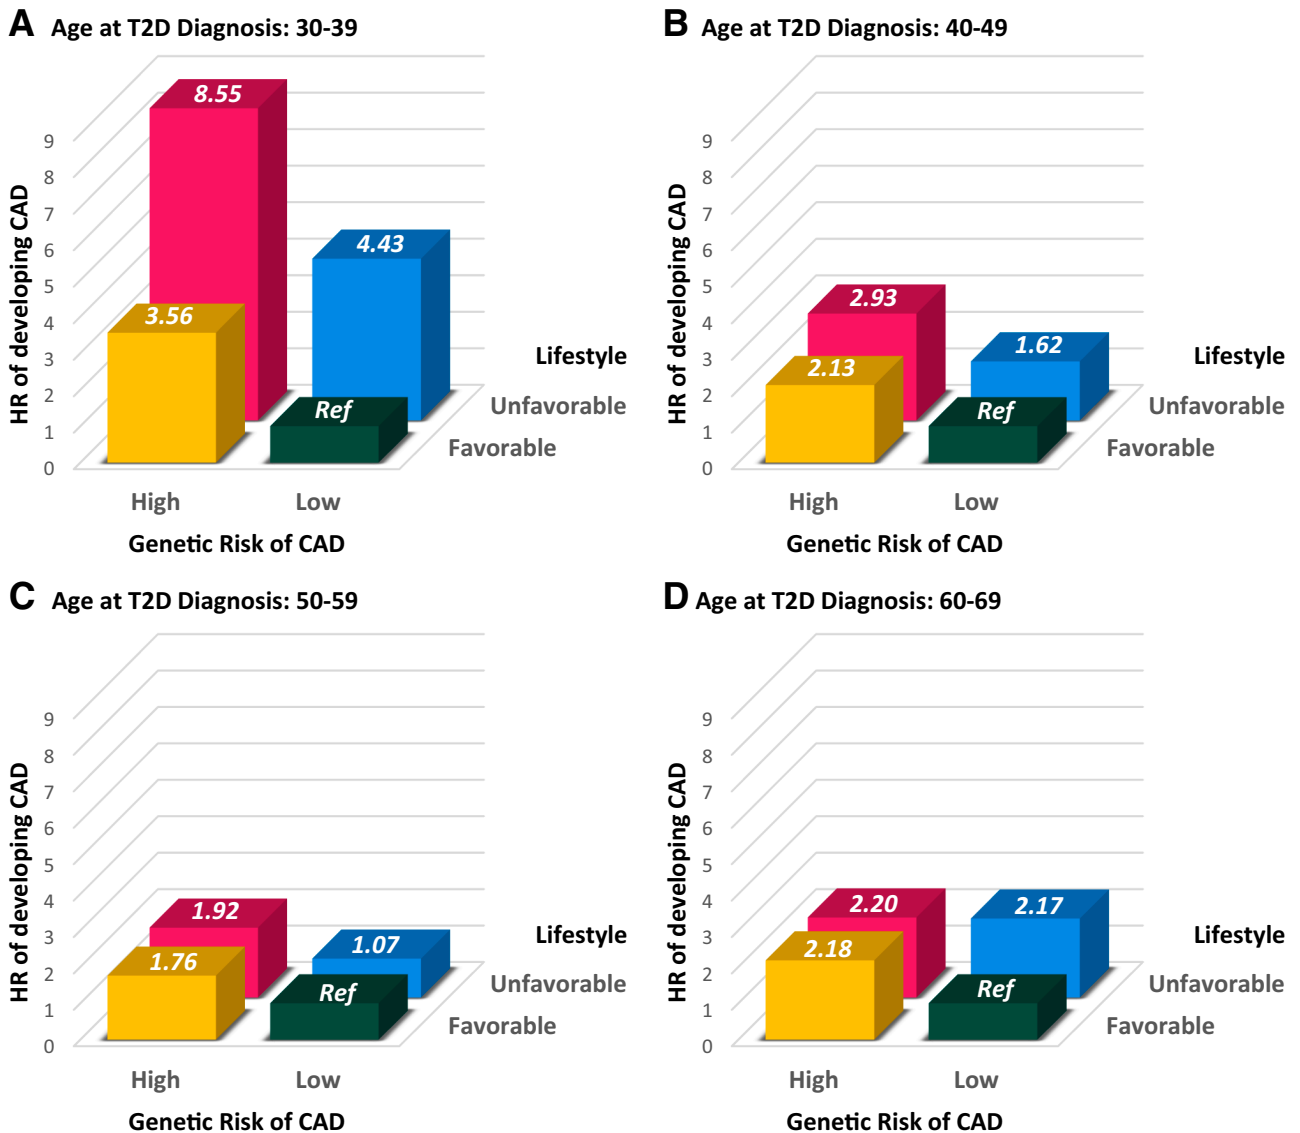 A Age at T2D Diagnosis: 30-39
HR of developing CAD
9
8
7
6
5
4
3
2
1
0
8.55
4.43
3.56
Ref
Lifestyle
Unfavorable
Favorable
High Low
Genetic Risk of CAD
B Age at T2D Diagnosis: 40-49
HR of developing CAD
9
8
7
6
5
4
3
2
1
0
2.93
1.62
2.13
Ref
Lifestyle
Unfavorable
Favorable
High Low
Genetic Risk of CAD
C Age at T2D Diagnosis: 50-59
HR of developing CAD
9
8
7
6
5
4
3
2
1
0
1.92
1.07
1.76
Ref
Lifestyle
Unfavorable
Favorable
High Low
Genetic Risk of CAD
D Age at T2D Diagnosis: 60-69
HR of developing CAD
9
8
7
6
5
4
3
2
1
0
2.20
2.17
2.18
Ref
Lifestyle
Unfavorable
Favorable
High Low
Genetic Risk of CAD